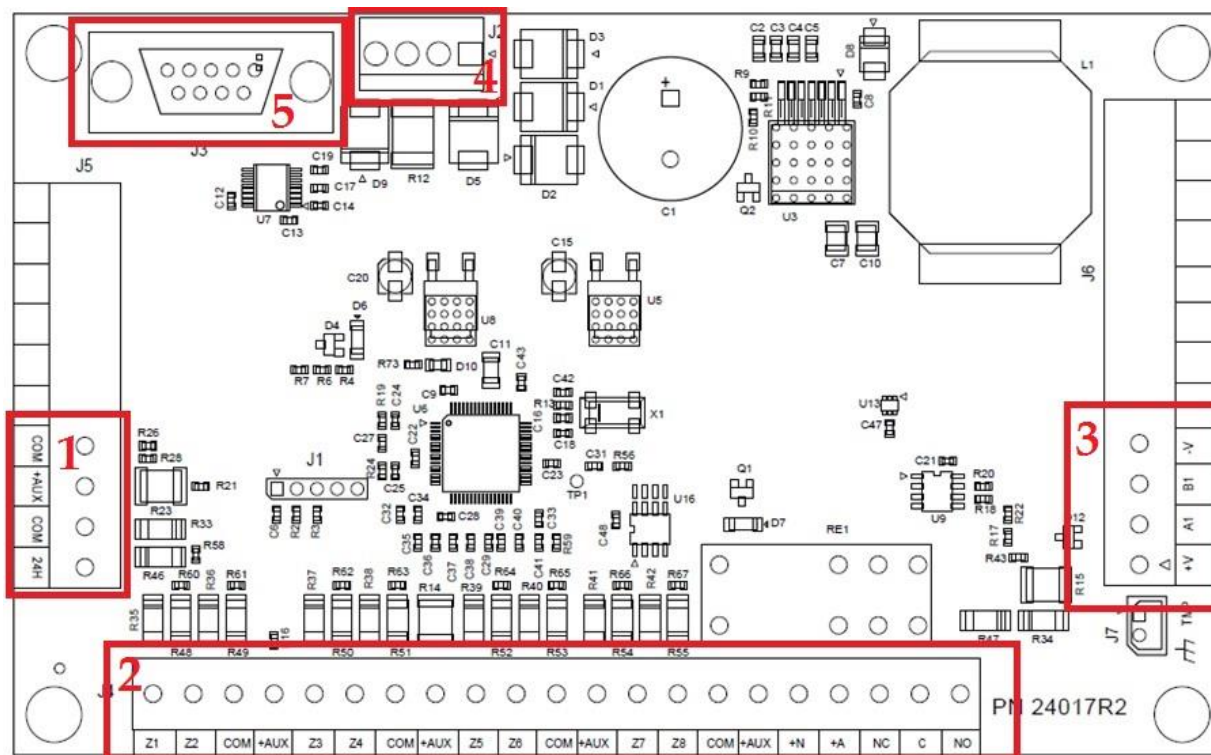 5
J3
J2
4
D3
D1
D2
D9
R12
D5
C1
+
C2
C3
C4
C5
D8
R9
R11
R10
C8
L1
Q2
U3
J5
C19
C17
C14
C12
U7
C13
C20
C15
U8
U5
C7
C10
J6
D6
D4
R7
R6
R4
R73
D10
C11
C43
C9
C42
R13
C16
C18
X1
U13
C47
R19
C24
U6
C27
C22
R24
C25
C23
C31
R56
TP1
1
COM
+AUX
COM
24H
R26
R28
R21
R23
R33
R58
R46
J1
C6
R2
R3
C32
C34
C28
C35
C36
C37
C38
C29
C39
C40
C41
C33
R59
C48
U16
Q1
D7
RE1
C21
U9
R20
R18
R22
R17
R43
R15
3
-V
B1
A1
+V
R60
R36
R61
R37
R62
R38
R63
R14
R39
R64
R40
R65
R41
R66
R42
R67
R35
R48
R49
R50
R51
R52
R53
R54
R55
R47
R34
J7
TMP
2
PN 24017R2
Z1 Z2 COM +AUX Z3 Z4 COM +AUX Z5 Z6 COM +AUX Z7 Z8 COM +AUX +N +A NC C NO